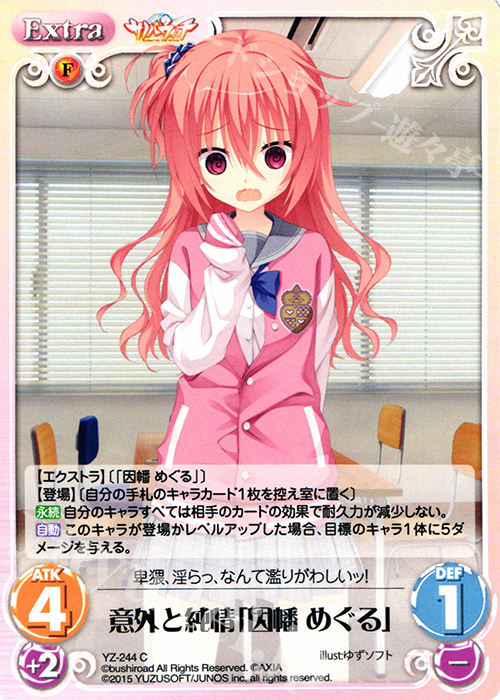 Extra
サノバウィッチ
F
【エクストラ】〔「因幡 めぐる」〕
【登場】〔自分の手札のキャラカード1枚を控え室に置く〕
永続 自分のキャラすべては相手のカードの効果で耐久力が減少しない。
自動 このキャラが登場かレベルアップした場合、目標のキャラ1体に5ダ
メージを与える。
卑猥、淫らっ、なんて濫りがわしいッ!
ATK
4
意外と純情「因幡 めぐる」
DEF
1
+2
YZ-244 C
illust:ゆずソフト
−
©bushiroad All Rights Reserved. ©AXIA
©2015 YUZUSOFT/JUNOS inc. all rights reserved.